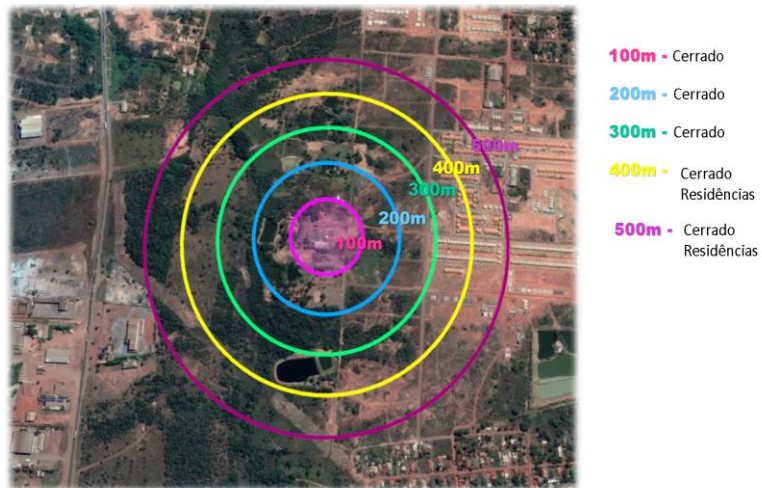 500m
400m
300m
200m
100m
100m - Cerrado
200m - Cerrado
300m - Cerrado
400m - Cerrado
Residências
500m - Cerrado
Residências